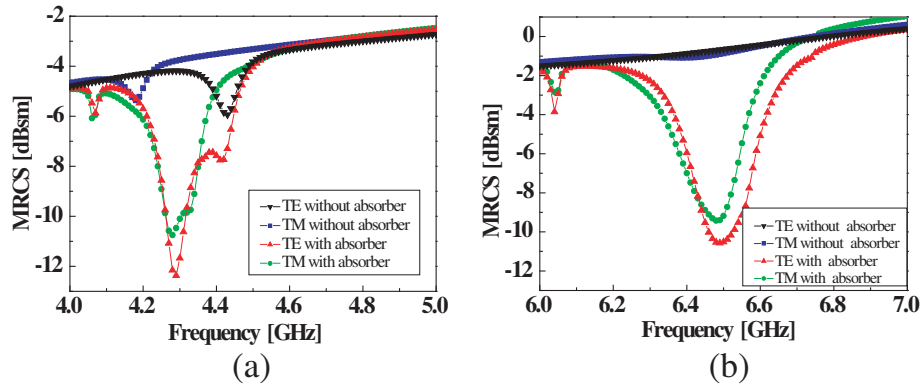 -2
-4
-6
-8
-10
-12
MRCS [dBsm]
TE without absorber
TM without absorber
TE with absorber
TM with absorber
4.0 4.2 4.4 4.6 4.8 5.0
Frequency [GHz]
(a)
0
-2
-4
-6
-8
-10
-12
MRCS [dBsm]
TE without absorber
TM without absorber
TE with absorber
TM with absorber
6.0 6.2 6.4 6.6 6.8 7.0
Frequency [GHz]
(b)